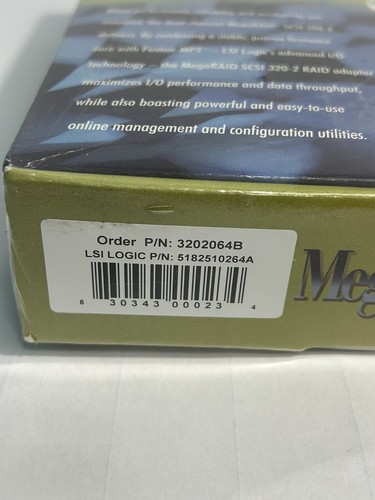 technology – the MegaRAID SCSI 320-2 RAID adapter
maximizes I/O performance and data throughput,
while also boasting powerful and easy-to-use
online management and configuration utilities.
Order P/N: 3202064B
LSI LOGIC P/N: 5182510264A
8 30343 00023 4
Meg